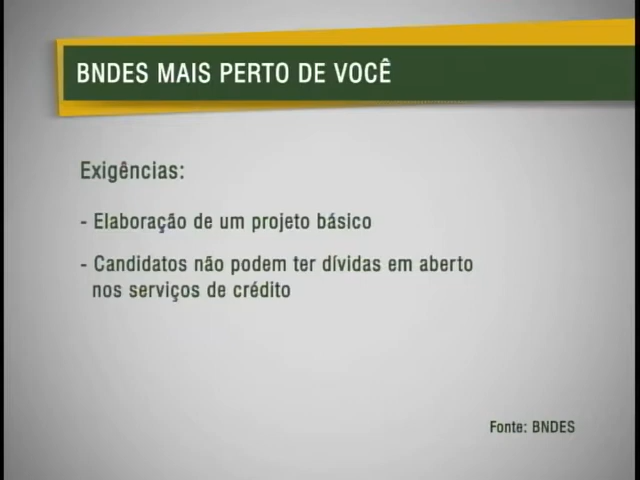 BNDES MAIS PERTO DE VOCÊ
Exigências:
- Elaboração de um projeto básico
- Candidatos não podem ter dívidas em aberto
nos serviços de crédito
Fonte: BNDES